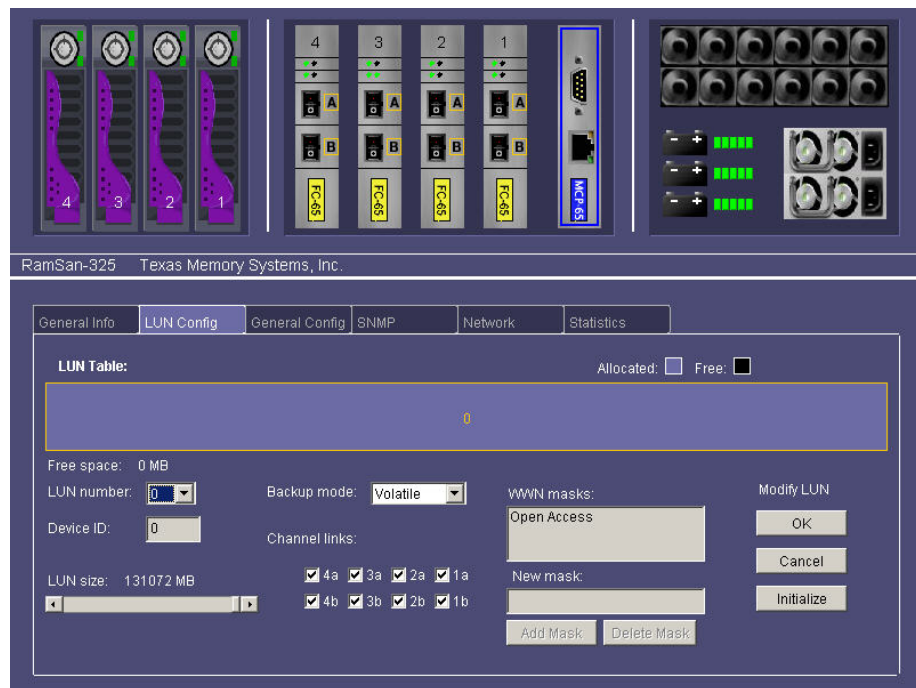 4 3 2 1
A A A A
B B B B
4 3 2 1
FC-65 FC-65 FC-65 FC-65 MCP-65
- +
- +
- +
RamSan-325 Texas Memory Systems, Inc.
General Info LUN Config General Config SNMP Network Statistics
LUN Table: Allocated: Free:
0
Free space: 0 MB
LUN number: 0 Backup mode: Volatile WWN masks: Modify LUN
Open Access
Device ID: 0 OK
Channel links:
Cancel
LUN size: 131072 MB 4a 3a 2a 1a New mask:
4b 3b 2b 1b Initialize
Add Mask Delete Mask